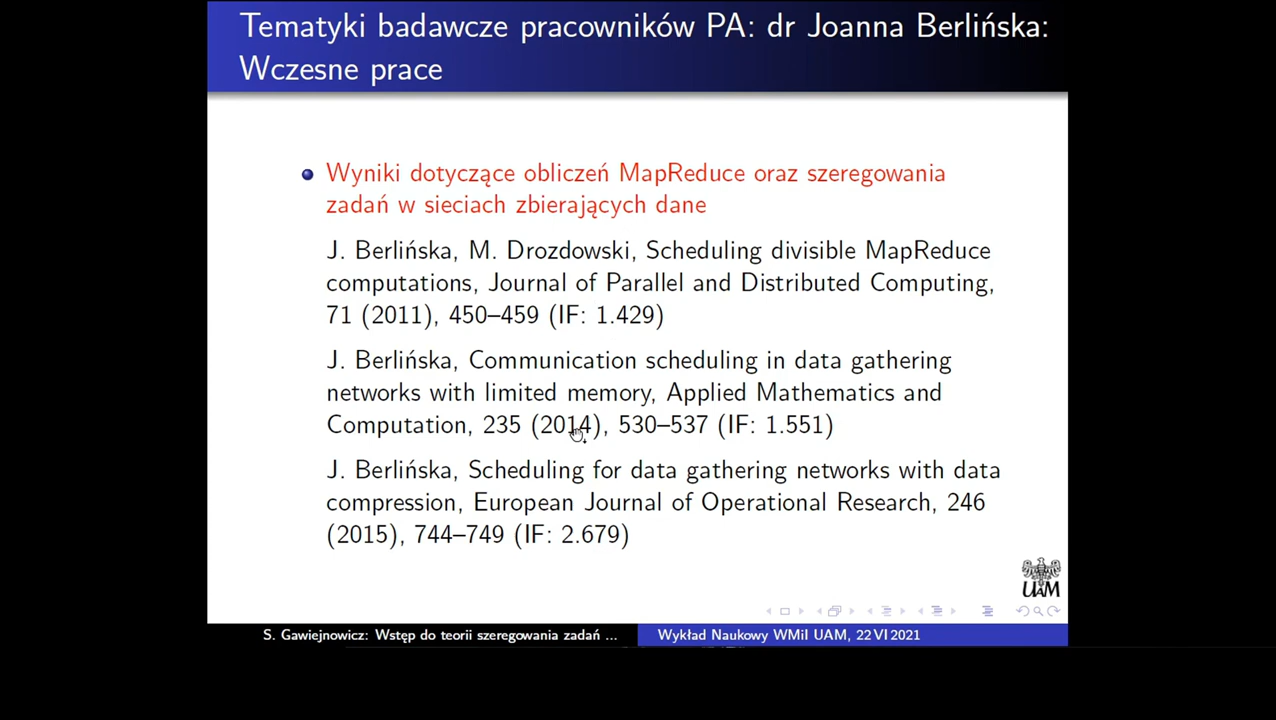 Tematyki badawcze pracowników PA: dr Joanna Berlińska:
Wczesne prace
Wyniki dotyczące obliczeń MapReduce oraz szeregowania
zadań w sieciach zbierających dane
J. Berlińska, M. Drozdowski, Scheduling divisible MapReduce
computations, Journal of Parallel and Distributed Computing,
71 (2011), 450–459 (IF: 1.429)
J. Berlińska, Communication scheduling in data gathering
networks with limited memory, Applied Mathematics and
Computation, 235 (2014), 530–537 (IF: 1.551)
J. Berlińska, Scheduling for data gathering networks with data
compression, European Journal of Operational Research, 246
(2015), 744–749 (IF: 2.679)
UAM
S. Gawiejnowicz: Wstęp do teorii szeregowania zadań ...
Wykład Naukowy WMiI UAM, 22 VI 2021